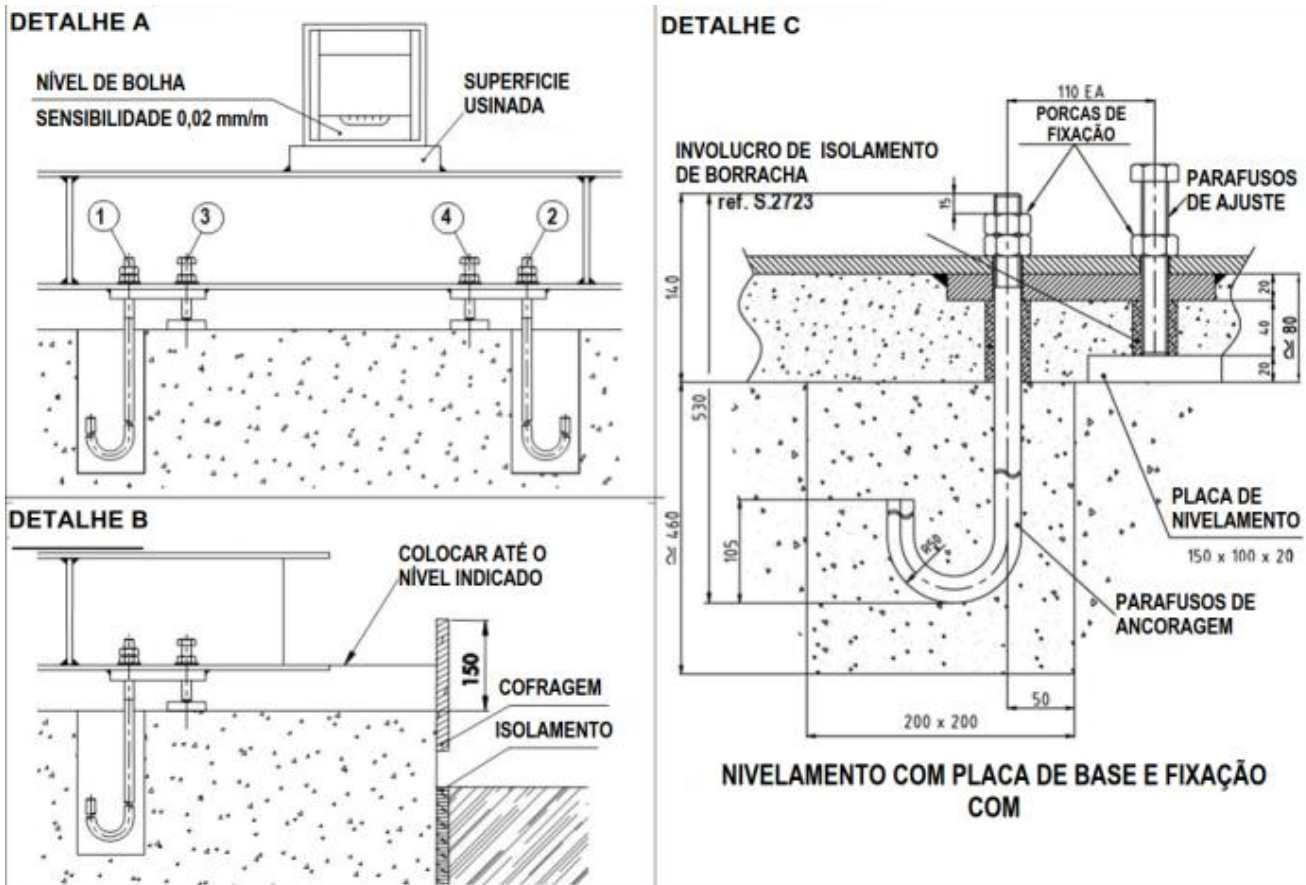 DETALHE A
NÍVEL DE BOLHA
SENSIBILIDADE 0,02 mm/m
SUPERFICIE
USINADA
1
3
4
2
DETALHE B
COLOCAR ATÉ O
NÍVEL INDICADO
150
COFRAGEM
ISOLAMENTO
DETALHE C
110 EA
PORCAS DE
FIXAÇÃO
INVOLUCRO DE ISOLAMENTO
DE BORRACHA
ref. S.2723
15
PARAFUSOS
DE AJUSTE
140
20
40
20
≃ 80
530
≃ 460
105
R50
PLACA DE
NIVELAMENTO
150 x 100 x 20
PARAFUSOS DE
ANCORAGEM
50
200 x 200
NIVELAMENTO COM PLACA DE BASE E FIXAÇÃO
COM